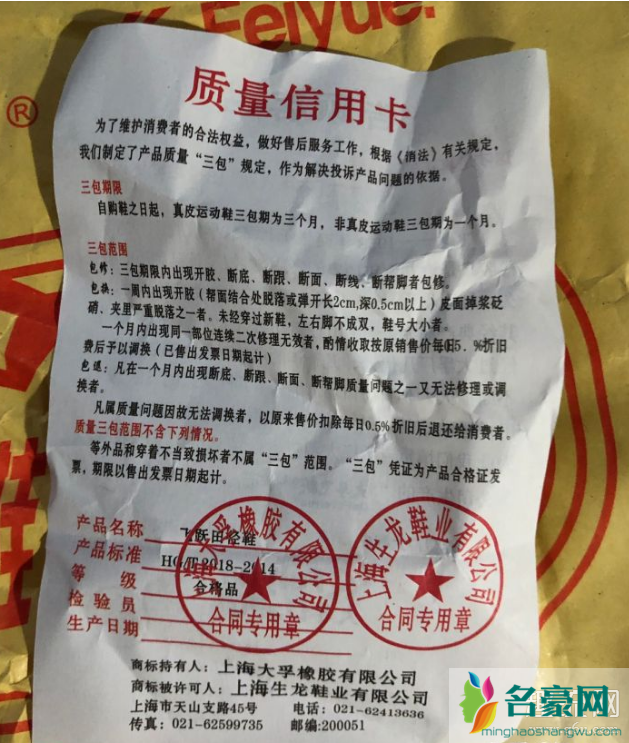 Feiyue.
®
质量信用卡
为了维护消费者的合法权益，做好售后服务工作，根据《消法》有关规定，
我们制定了产品质量“三包”规定，作为解决投诉产品问题的依据。
三包期限
自购鞋之日起，真皮运动鞋三包期为三个月，非真皮运动鞋三包期为一个月。
三包范围
包修：三包期限内出现开胶、断底、断跟、断面、断线、断帮脚者包修。
包换：一周内出现开胶（帮面结合处脱落或弹开长2cm,深0.5cm以上）皮面掉浆砭
硝、夹里严重脱落之一者。未经穿过新鞋，左右脚不成双，鞋号大小者。
一个月内出现同一部位连续二次修理无效者，酌情收取按原销售价每日5．％折旧
费后予以调换（已售出发票日期起计）
包退：凡在一个月内出现断底、断跟、断面、断帮脚质量问题之一又无法修理或调
换者。
凡属质量问题因故无法调换者，以原来售价扣除每日0.5％折旧后退还给消费者。
质量三包范围不含下列情况。
等外品和穿着不当致损坏者不属“三包”范围。“三包”凭证为产品合格证发
票，期限以售出发票日期起计。
产品名称 飞跃田径鞋
产品标准 HG/T2018-2014
等 级 合格品
检验员
生产日期
上海大孚橡胶有限公司
合同专用章
上海生龙鞋业有限公司
合同专用章
商标持有人：上海大孚橡胶有限公司
商标被许可人：上海生龙鞋业有限公司
上海市天山支路45号 电话：021-62413636
传真：021-62599735 邮编:200051
名豪网
minghaoshangwu.com